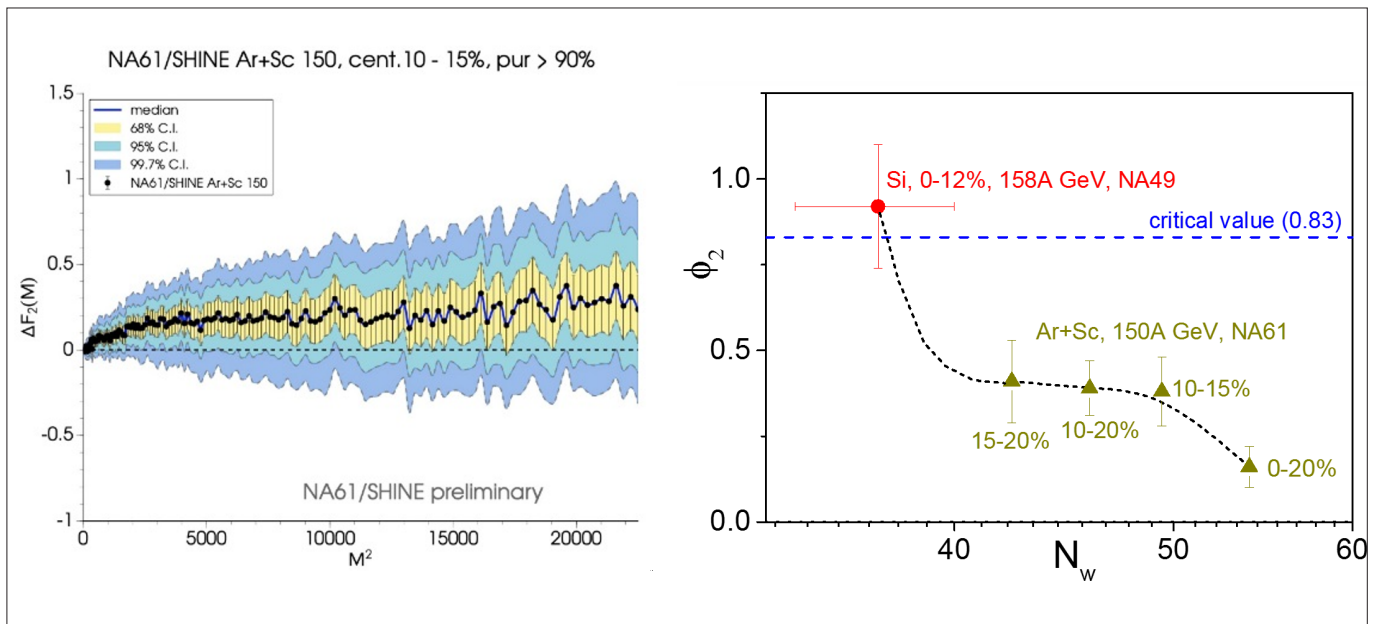 NA61/SHINE Ar+Sc 150, cent.10 - 15%, pur > 90%
1.5
1
0.5
0
-0.5
-1
ΔF₂(M)
median
68% C.I.
95% C.I.
99.7% C.I.
NA61/SHINE Ar+Sc 150
NA61/SHINE preliminary
0
5000
10000
15000
20000
M²
1.0
0.5
0.0
ϕ₂
Si, 0-12%, 158A GeV, NA49
critical value (0.83)
Ar+Sc, 150A GeV, NA61
10-15%
15-20%
10-20%
0-20%
40
50
60
N_w